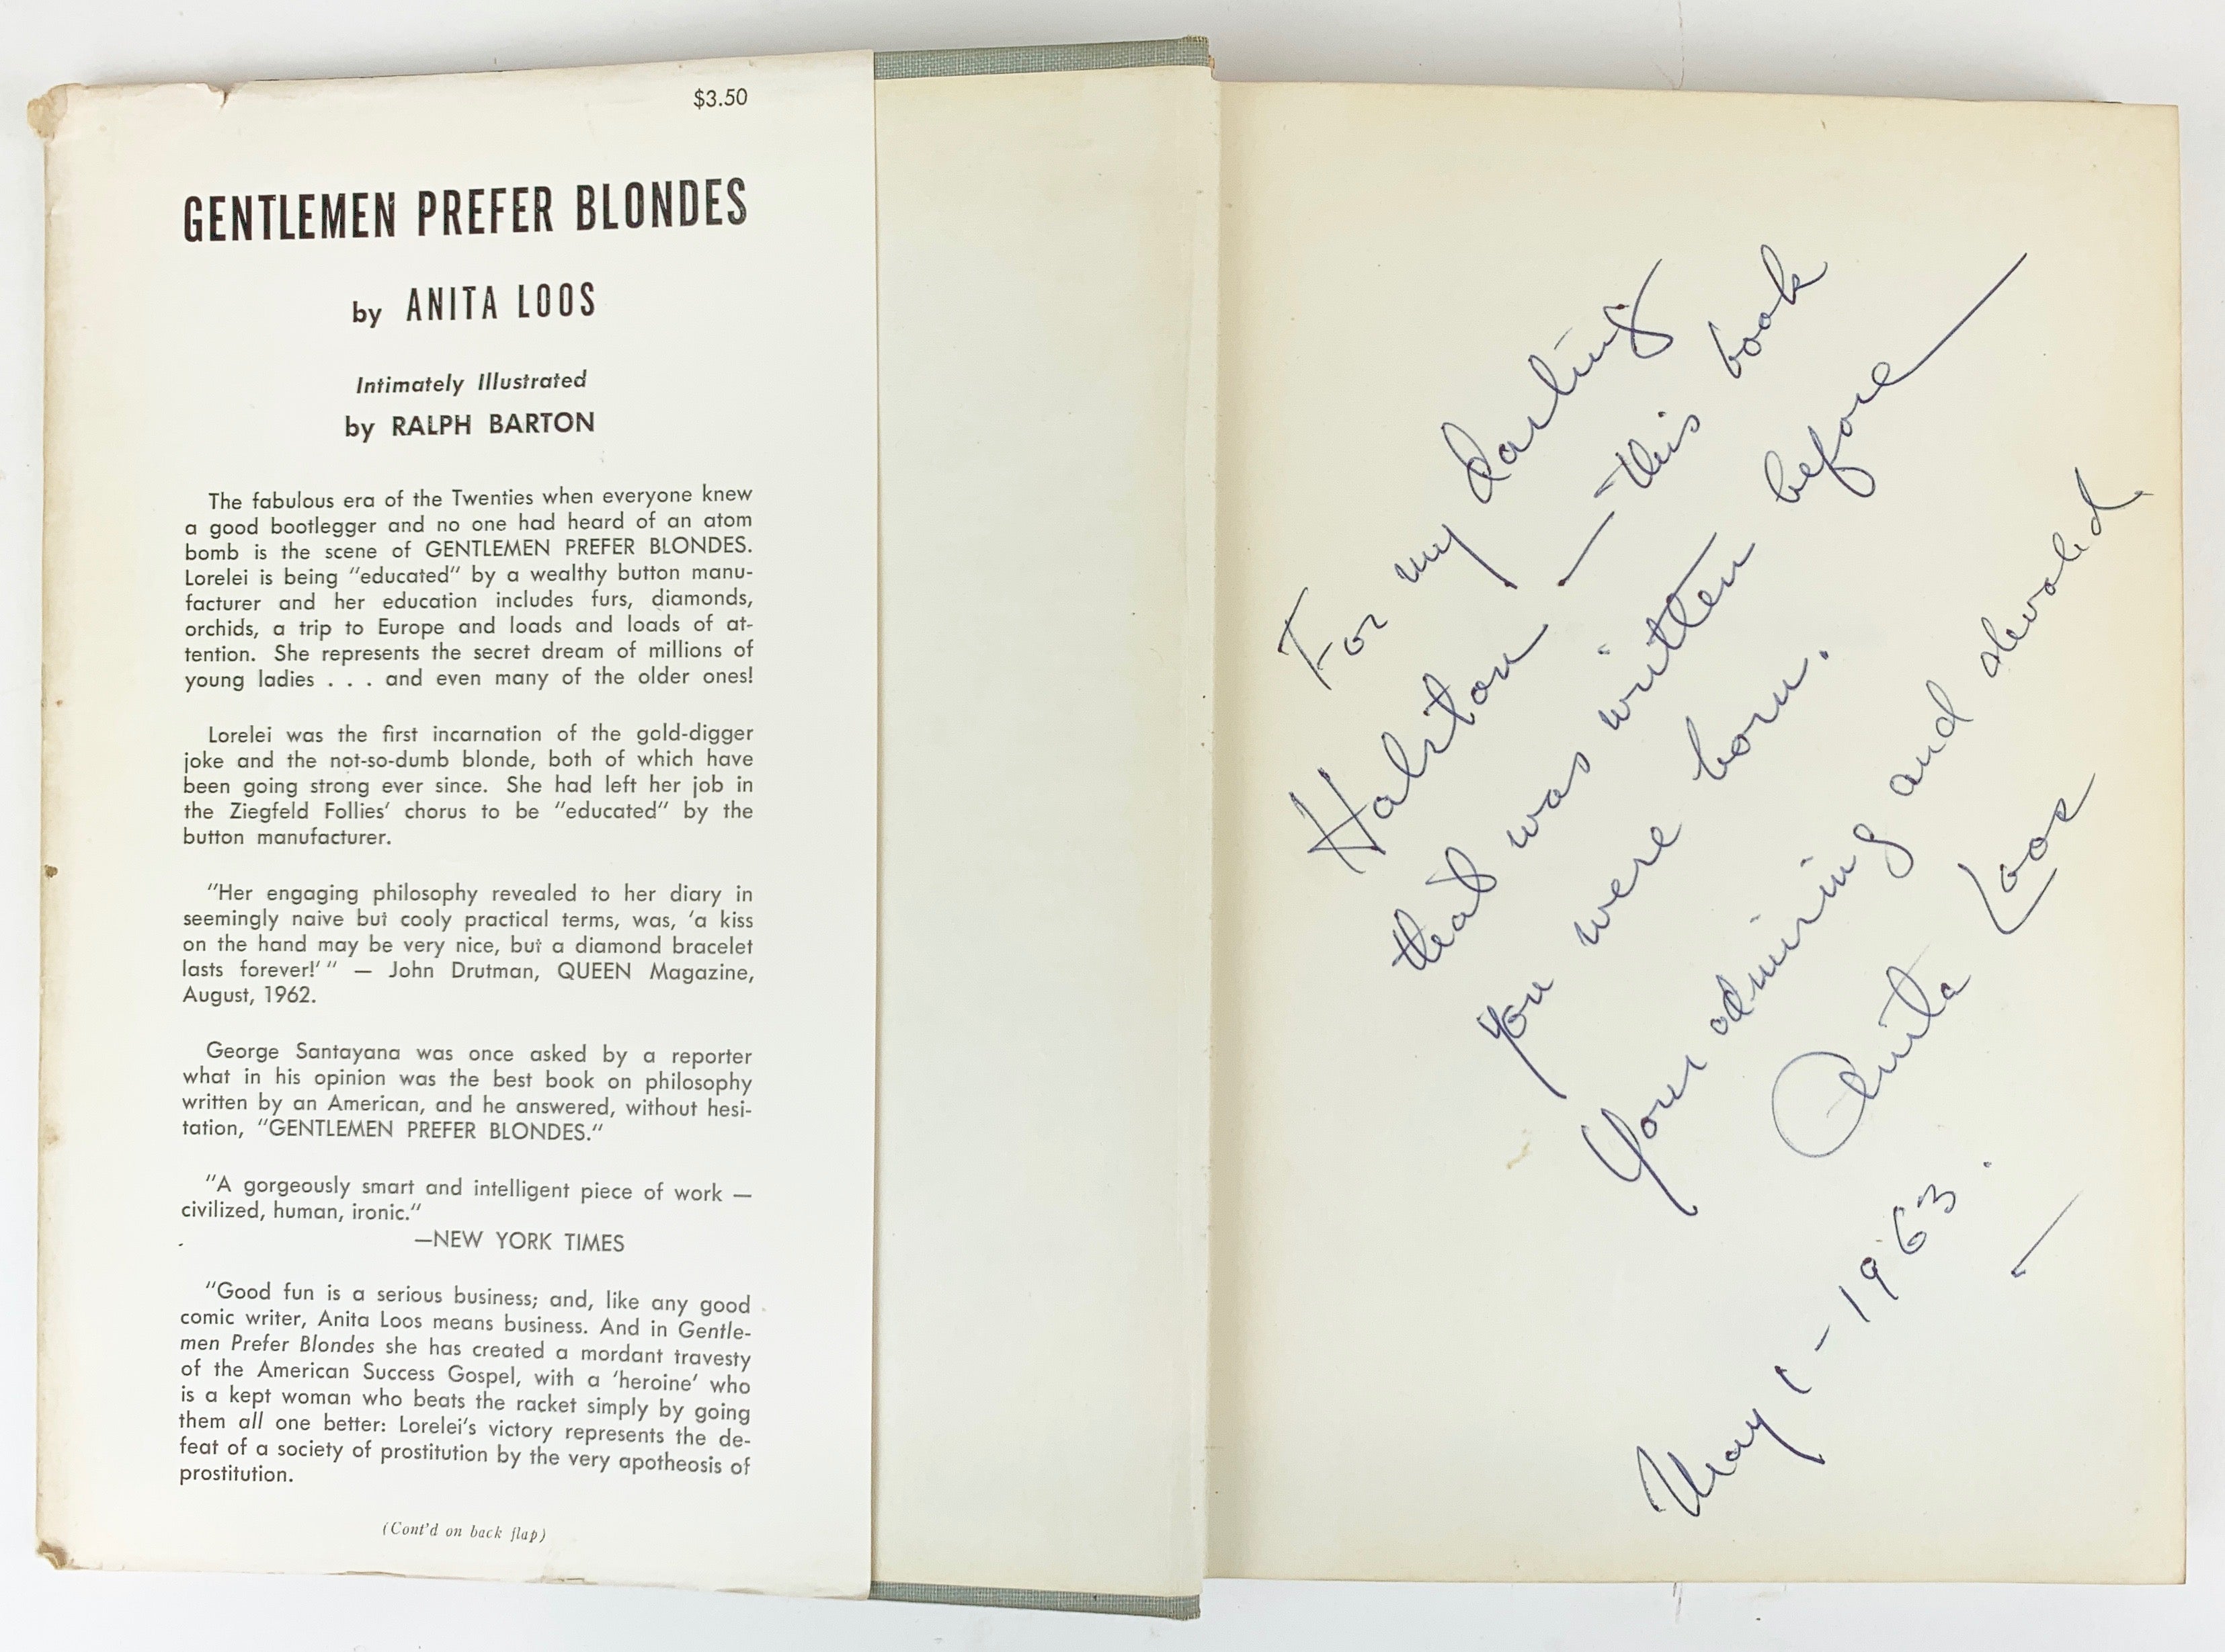 $3.50
GENTLEMEN PREFER BLONDES
by ANITA LOOS
Intimately Illustrated
by RALPH BARTON
The fabulous era of the Twenties when everyone knew
a good bootlegger and no one had heard of an atom
bomb is the scene of GENTLEMEN PREFER BLONDES.
Lorelei is being "educated" by a wealthy button manu-
facturer and her education includes furs, diamonds,
orchids, a trip to Europe and loads and loads of at-
tention. She represents the secret dream of millions of
young ladies . . . and even many of the older ones!
Lorelei was the first incarnation of the gold-digger
joke and the not-so-dumb blonde, both of which have
been going strong ever since. She had left her job in
the Ziegfeld Follies' chorus to be "educated" by the
button manufacturer.
"Her engaging philosophy revealed to her diary in
seemingly naive but cooly practical terms, was, 'a kiss
on the hand may be very nice, but a diamond bracelet
lasts forever!' " — John Drutman, QUEEN Magazine,
August, 1962.
George Santayana was once asked by a reporter
what in his opinion was the best book on philosophy
written by an American, and he answered, without hesi-
tation, "GENTLEMEN PREFER BLONDES."
"A gorgeously smart and intelligent piece of work —
civilized, human, ironic."
—NEW YORK TIMES
"Good fun is a serious business; and, like any good
comic writer, Anita Loos means business. And in Gentle-
men Prefer Blondes she has created a mordant travesty
of the American Success Gospel, with a 'heroine' who
is a kept woman who beats the racket simply by going
them all one better: Lorelei's victory represents the de-
feat of a society of prostitution by the very apotheosis of
prostitution.
(Cont'd on back flap)
For my darling
Halston — this book
that was written before
you were born.
Your admiring and devoted
Anita Loos
May 1 - 1963.